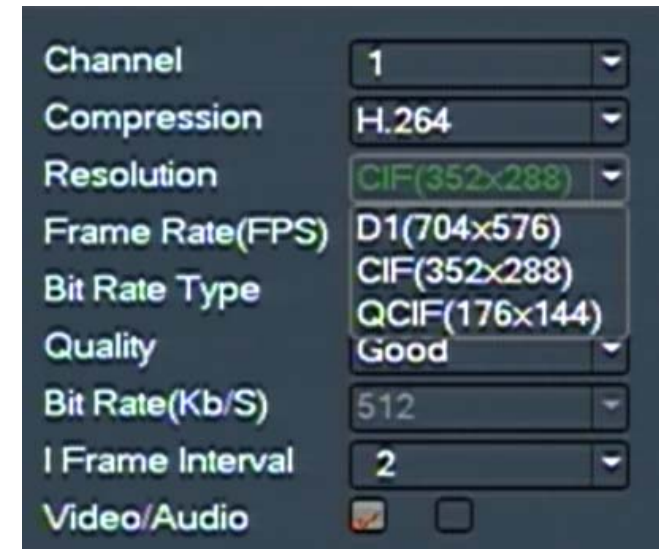 Channel 1
Compression H.264
Resolution CIF(352x288)
Frame Rate(FPS) D1(704x576)
CIF(352x288)
Bit Rate Type
QCIF(176x144)
Quality Good
Bit Rate(Kb/S) 512
I Frame Interval 2
Video/Audio